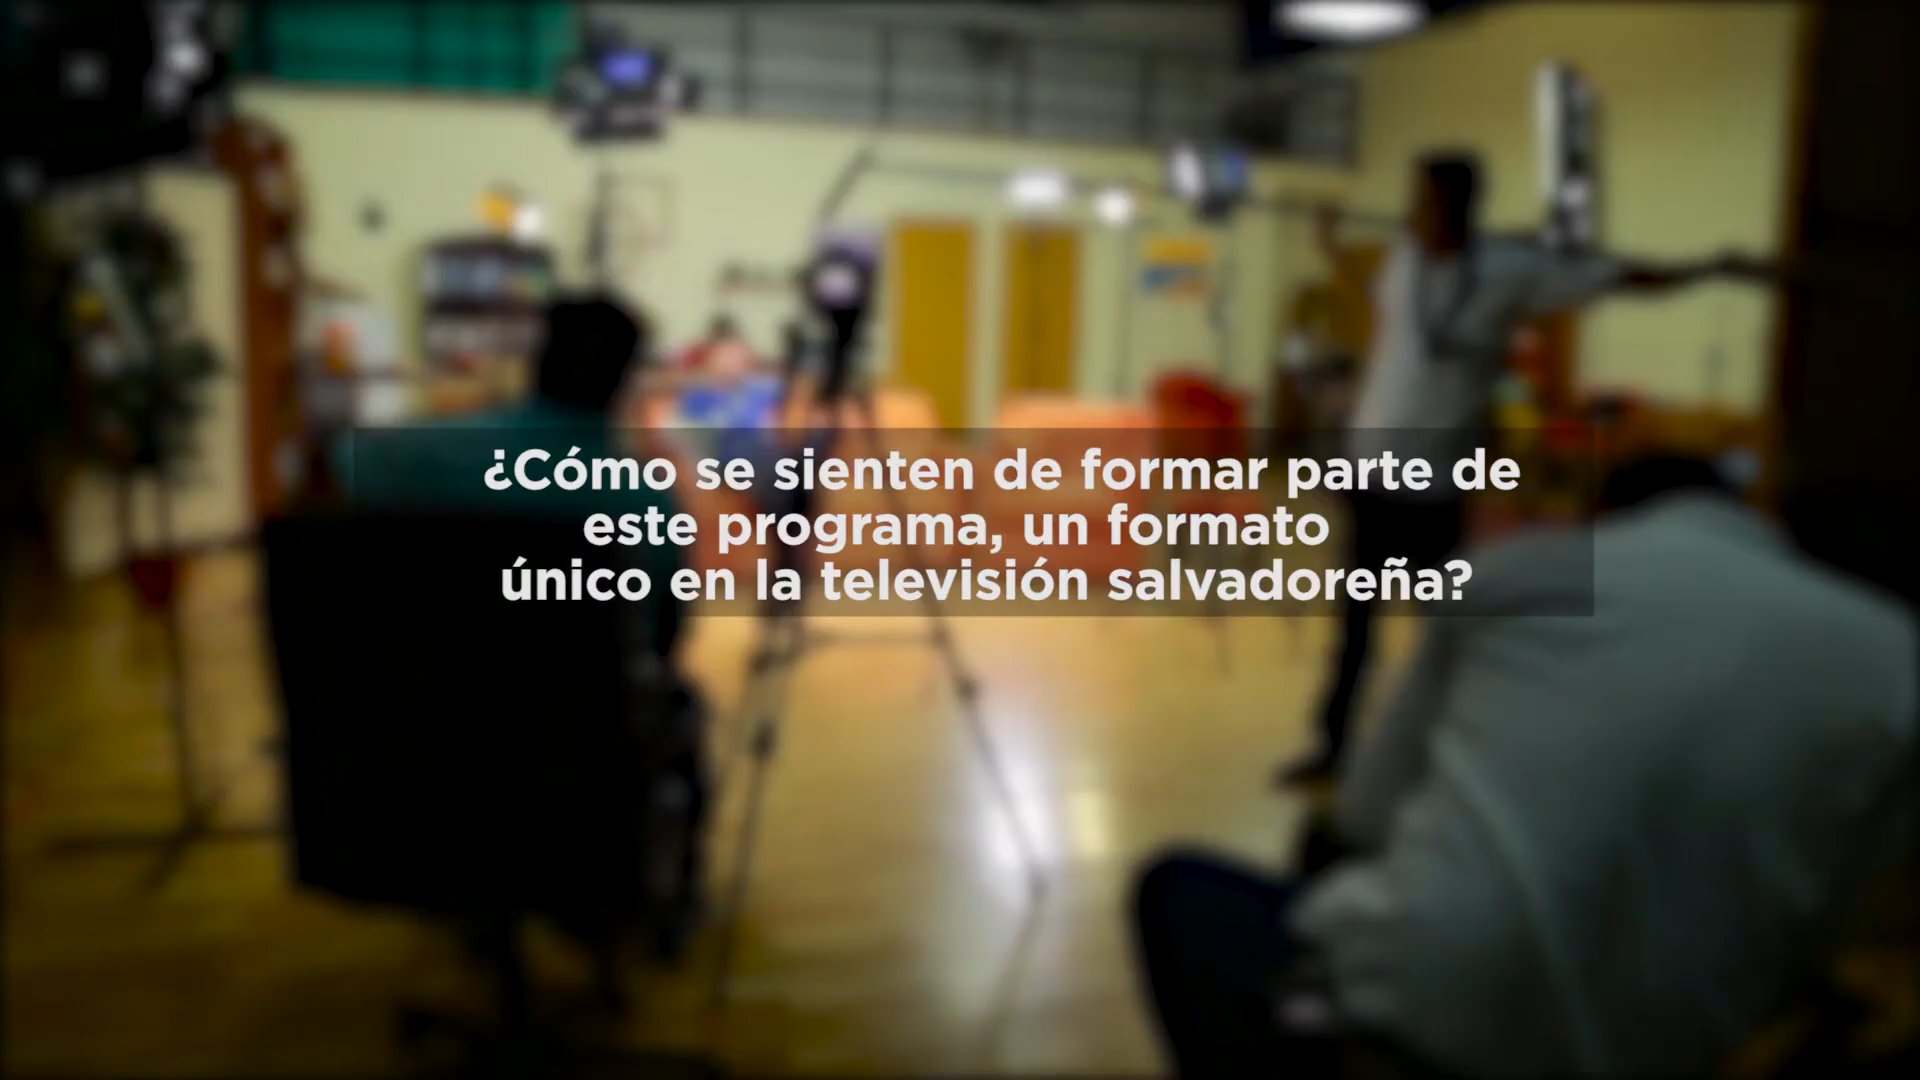 ¿Cómo se sienten de formar parte de
este programa, un formato
único en la televisión salvadoreña?